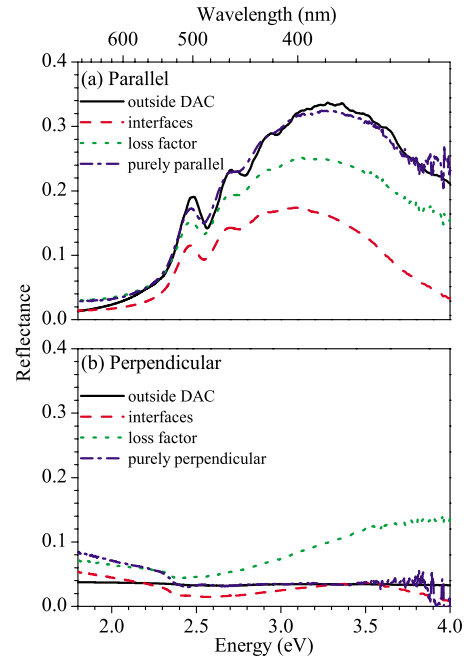 Wavelength (nm)
600 500 400
0.4
(a) Parallel
outside DAC
interfaces
loss factor
purely parallel
0.3
0.2
0.1
0.0
Reflectance
0.4
(b) Perpendicular
outside DAC
interfaces
loss factor
purely perpendicular
0.3
0.2
0.1
0.0
2.0 2.5 3.0 3.5 4.0
Energy (eV)